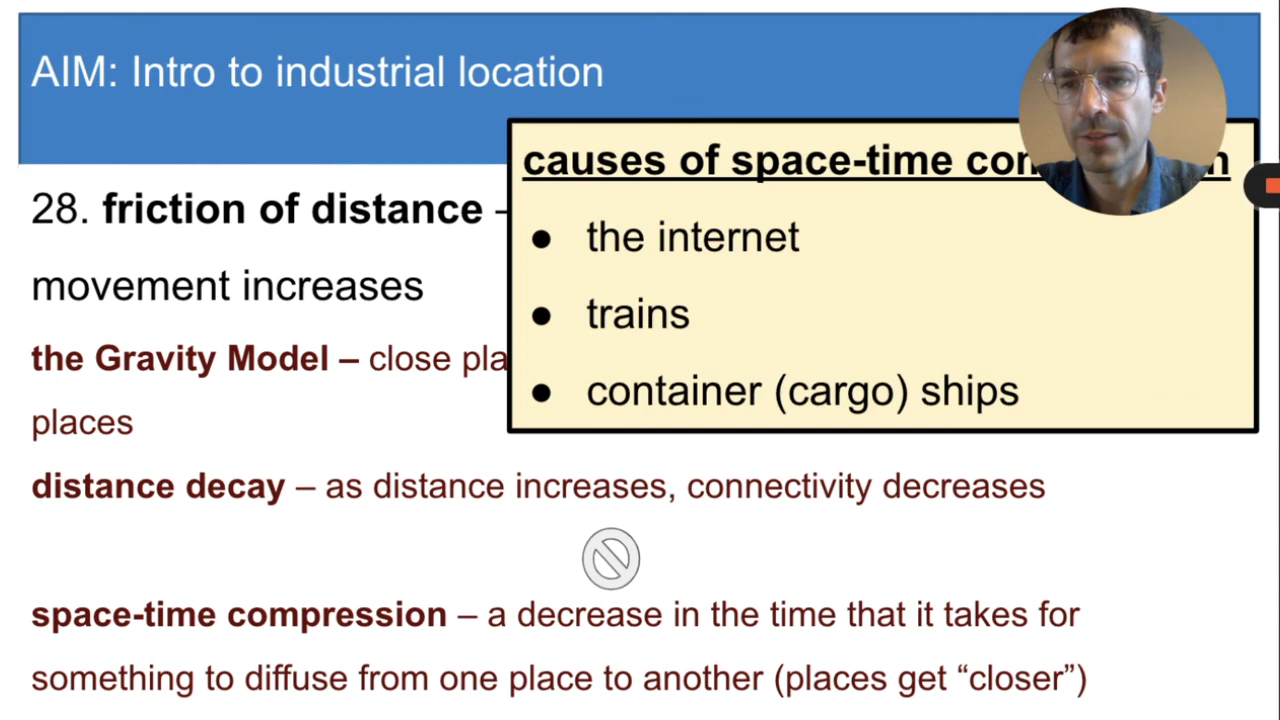 AIM: Intro to industrial location
causes of space-time
28. friction of distance –
the internet
movement increases
trains
the Gravity Model – close
container (cargo) ships
places
distance decay – as distance increases, connectivity decreases
space-time compression – a decrease in the time that it takes for
something to diffuse from one place to another (places get “closer”)